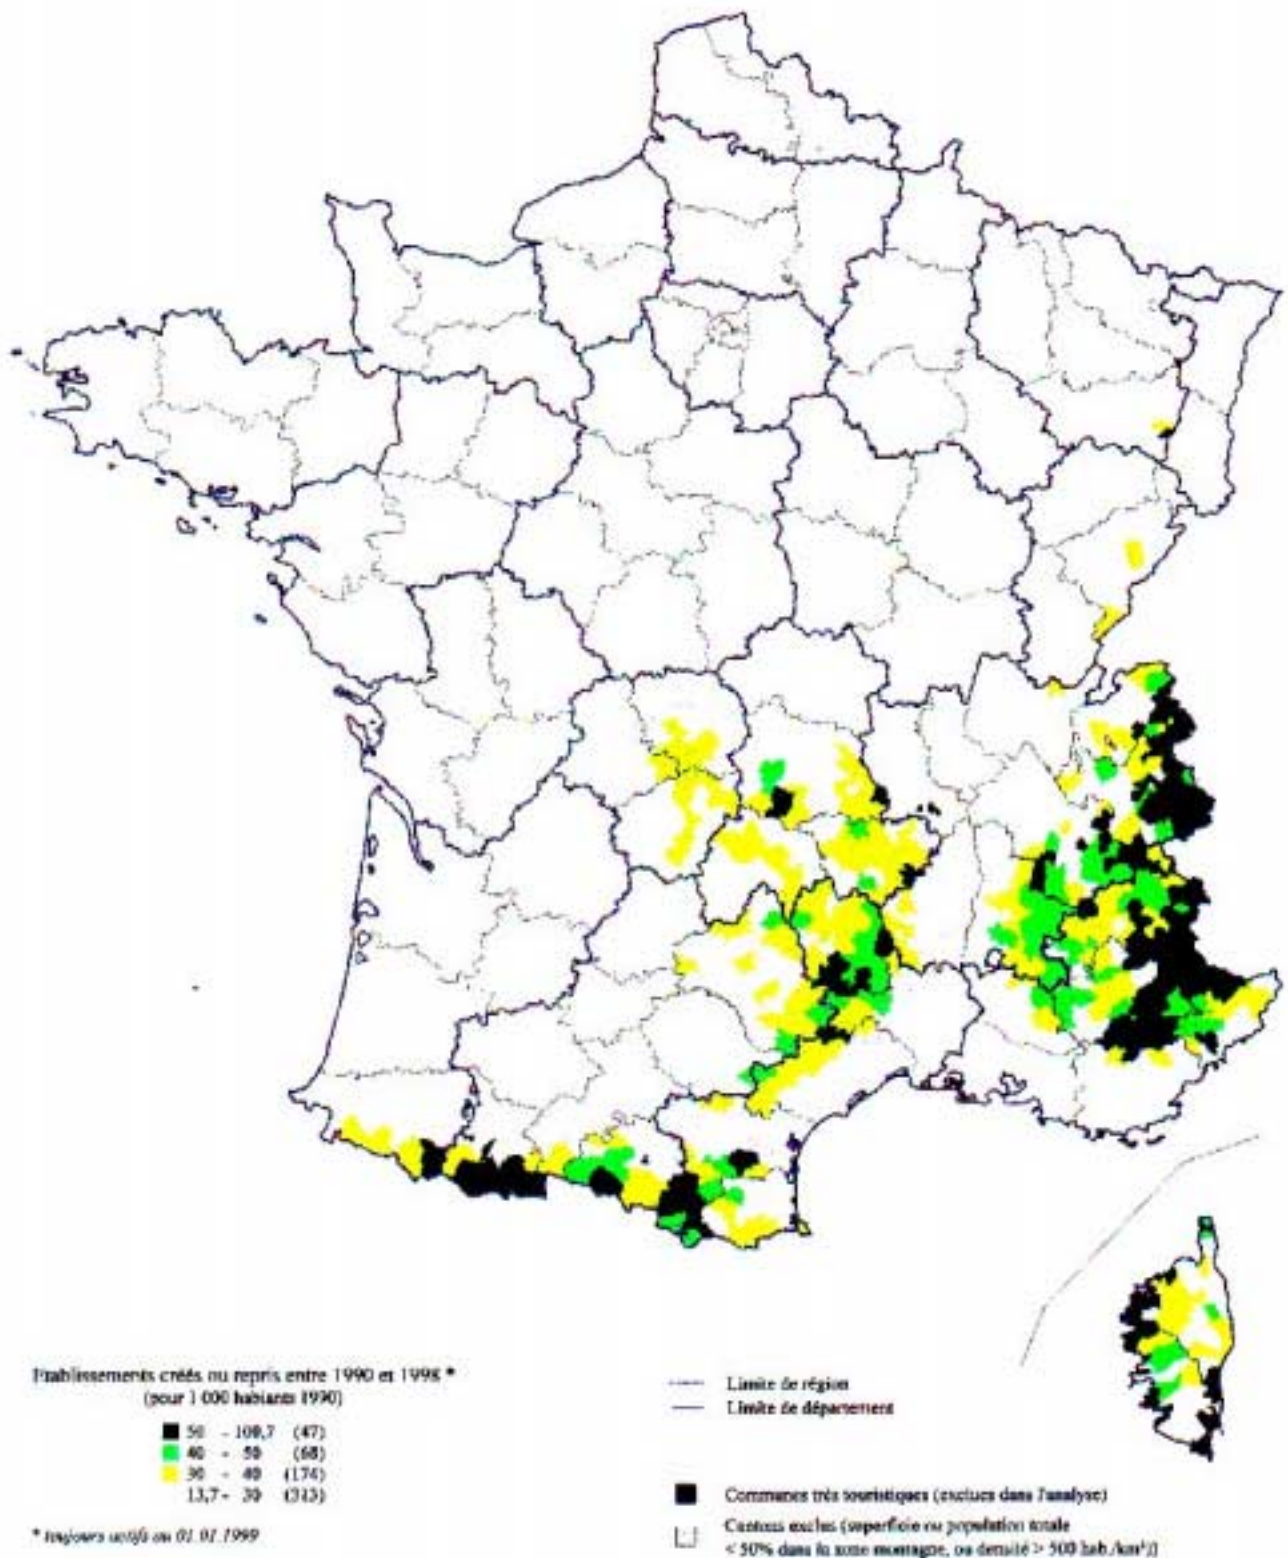 Etablissements créés ou repris entre 1990 et 1998 *
(pour 1 000 habitants 1990)
50 - 100,7 (47)
40 - 50 (68)
30 - 40 (174)
13,7 - 30 (313)
* toujours actifs au 01.01.1999
Limite de région
Limite de département
Communes très touristiques (exclues dans l'analyse)
Cantons exclus (superficie ou population totale
< 50% dans la zone montagne, ou densité > 500 hab./km²)